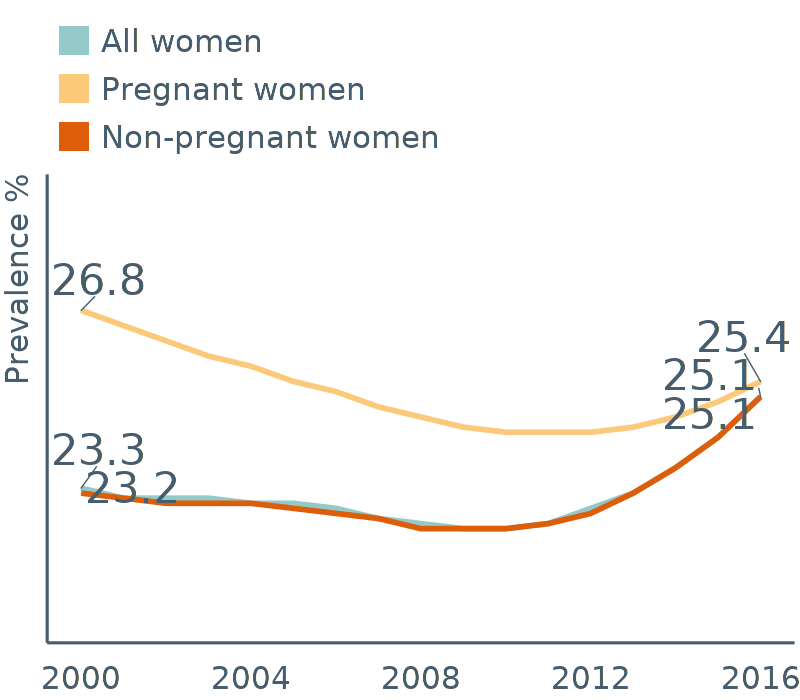 All women
Pregnant women
Non-pregnant women
Prevalence %
26.8
25.4
25.1
25.1
23.3
23.2
2000 2004 2008 2012 2016